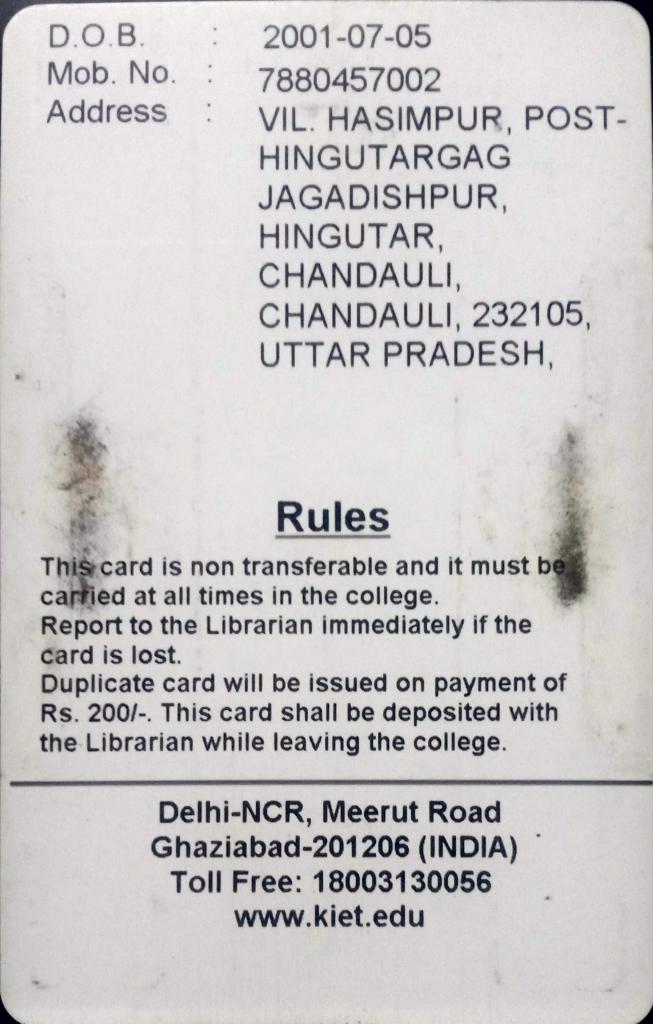 D.O.B. : 2001-07-05
Mob. No. : 7880457002
Address : VIL. HASIMPUR, POST-
HINGUTARGAG
JAGADISHPUR,
HINGUTAR,
CHANDAULI,
CHANDAULI, 232105,
UTTAR PRADESH,
Rules
This card is non transferable and it must be
carried at all times in the college.
Report to the Librarian immediately if the
card is lost.
Duplicate card will be issued on payment of
Rs. 200/-. This card shall be deposited with
the Librarian while leaving the college.
Delhi-NCR, Meerut Road
Ghaziabad-201206 (INDIA)
Toll Free: 18003130056
www.kiet.edu